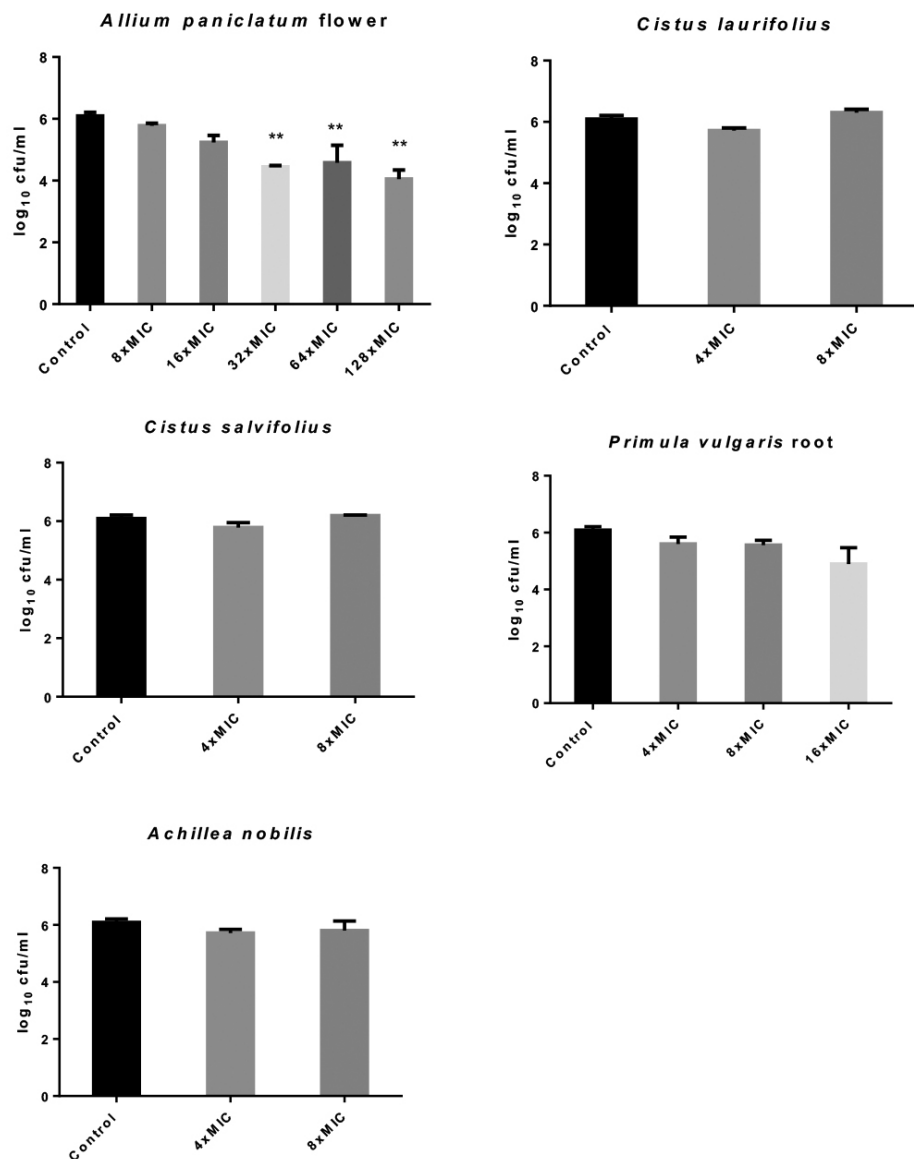 Allium paniclatum flower
log10 cfu/ml
8
6
4
2
0
**
**
**
Control
8xMIC
16xMIC
32xMIC
64xMIC
128xMIC
Cistus laurifolius
log10 cfu/ml
8
6
4
2
0
Control
4xMIC
8xMIC
Cistus salvifolius
log10 cfu/ml
8
6
4
2
0
Control
4xMIC
8xMIC
Primula vulgaris root
log10 cfu/ml
8
6
4
2
0
Control
4xMIC
8xMIC
16xMIC
Achillea nobilis
log10 cfu/ml
8
6
4
2
0
Control
4xMIC
8xMIC